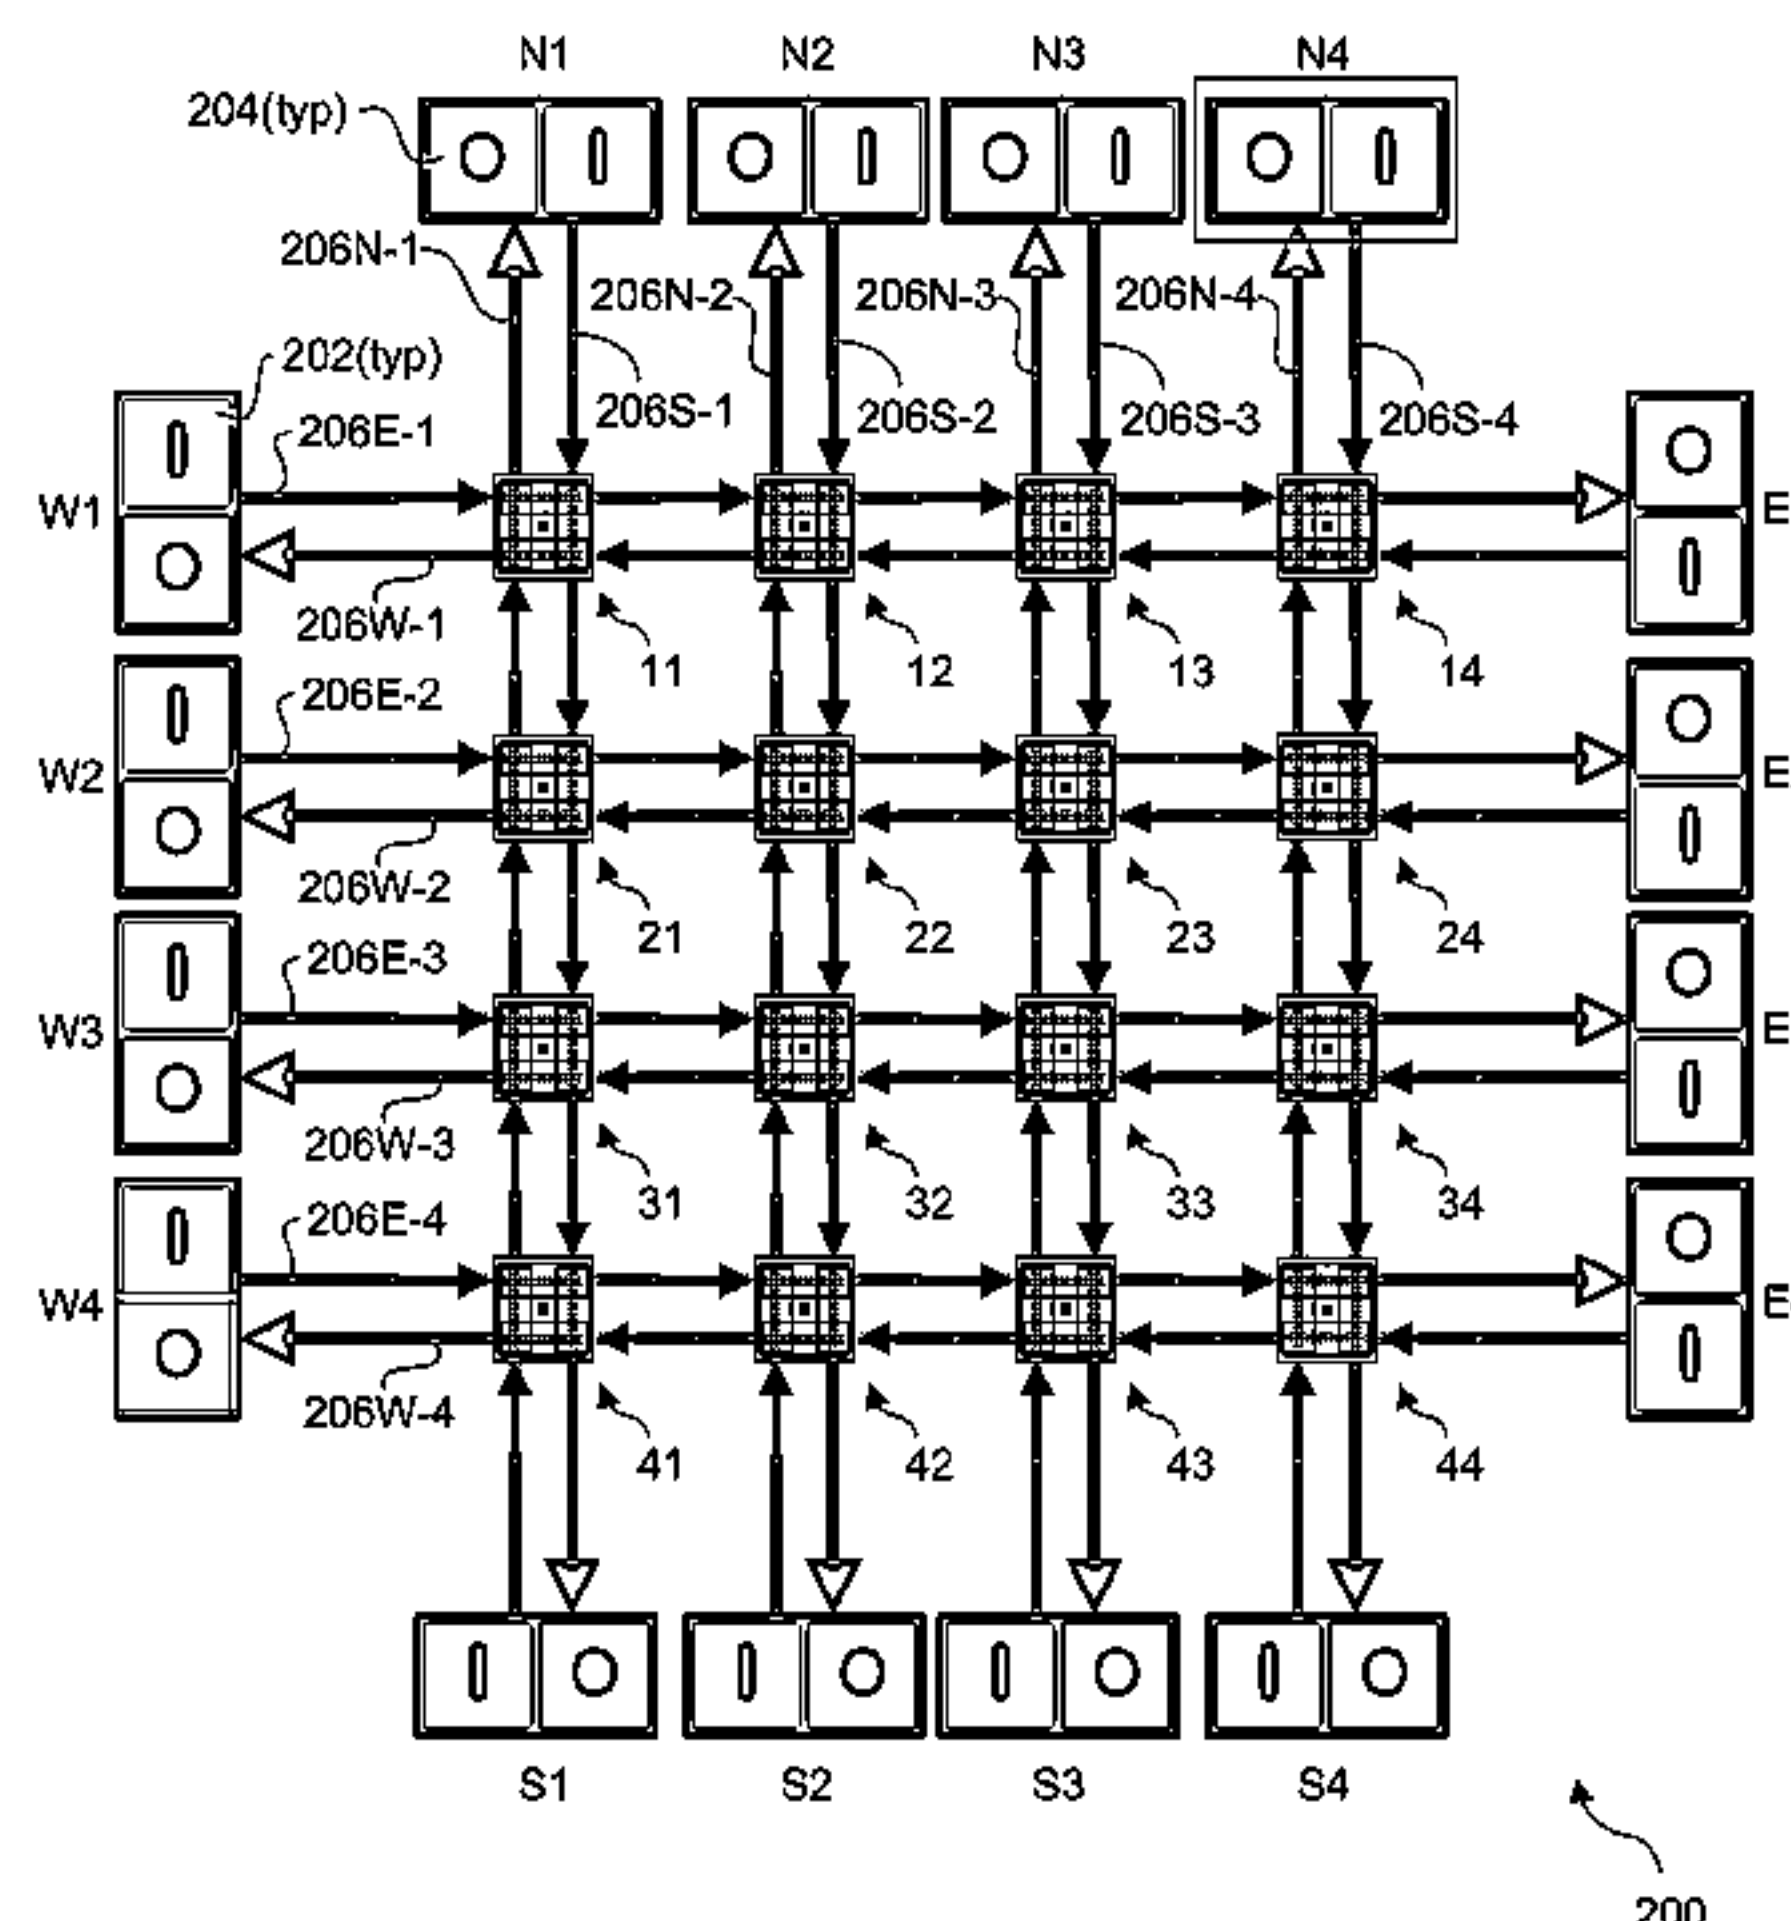 N1 N2 N3 N4
204(typ)
206N-1
206N-2 206N-3 206N-4
202(typ)
206S-1 206S-2 206S-3 206S-4
206E-1
W1 E
206W-1
11 12 13 14
206E-2
W2 E
206W-2
21 22 23 24
206E-3
W3 E
206W-3
31 32 33 34
206E-4
W4 E
206W-4
41 42 43 44
S1 S2 S3 S4
200